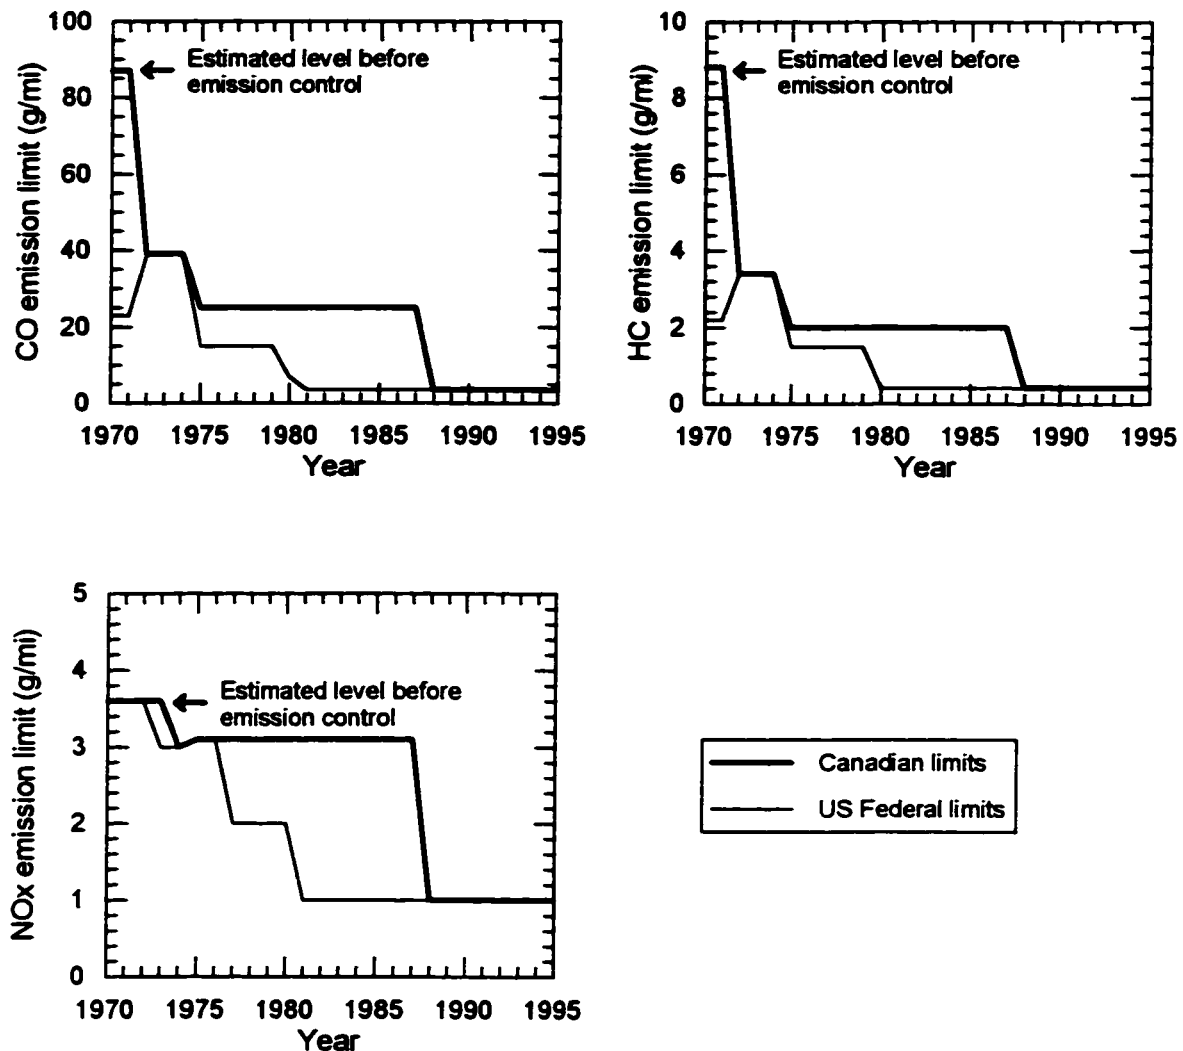 100
80
60
40
20
0
CO emission limit (g/mi)
Estimated level before
emission control
1970 1975 1980 1985 1990 1995
Year
10
8
6
4
2
0
HC emission limit (g/mi)
Estimated level before
emission control
1970 1975 1980 1985 1990 1995
Year
5
4
3
2
1
0
NOx emission limit (g/mi)
Estimated level before
emission control
1970 1975 1980 1985 1990 1995
Year
Canadian limits
US Federal limits